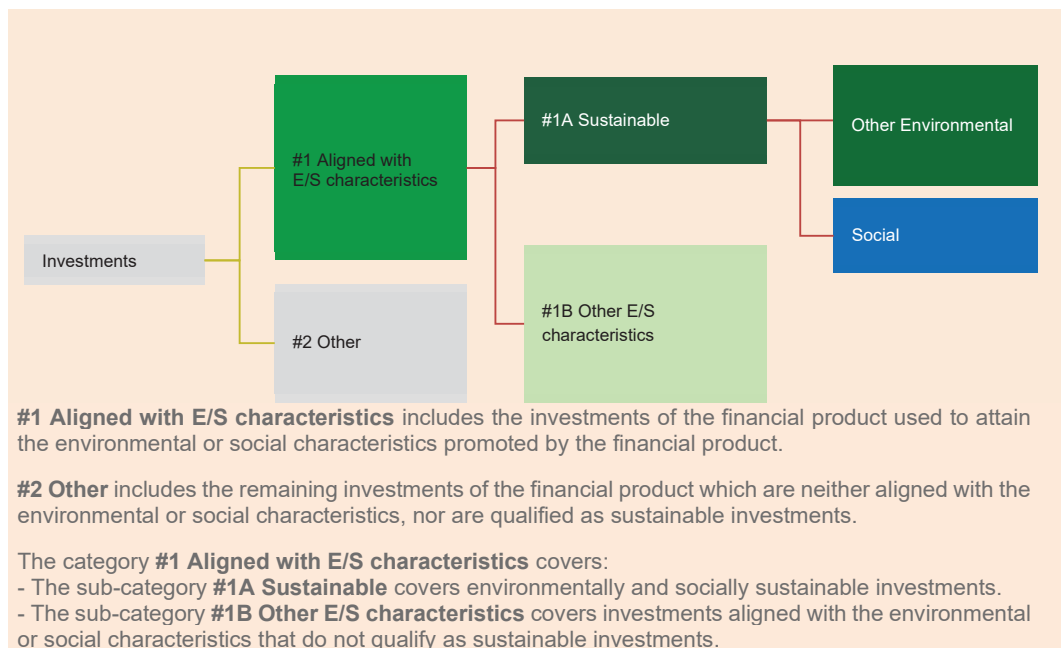 #1A Sustainable
Other Environmental
#1 Aligned with
E/S characteristics
Social
Investments
#1B Other E/S
characteristics
#2 Other
#1 Aligned with E/S characteristics includes the investments of the financial product used to attain
the environmental or social characteristics promoted by the financial product.
#2 Other includes the remaining investments of the financial product which are neither aligned with the
environmental or social characteristics, nor are qualified as sustainable investments.
The category #1 Aligned with E/S characteristics covers:
- The sub-category #1A Sustainable covers environmentally and socially sustainable investments.
- The sub-category #1B Other E/S characteristics covers investments aligned with the environmental
or social characteristics that do not qualify as sustainable investments.